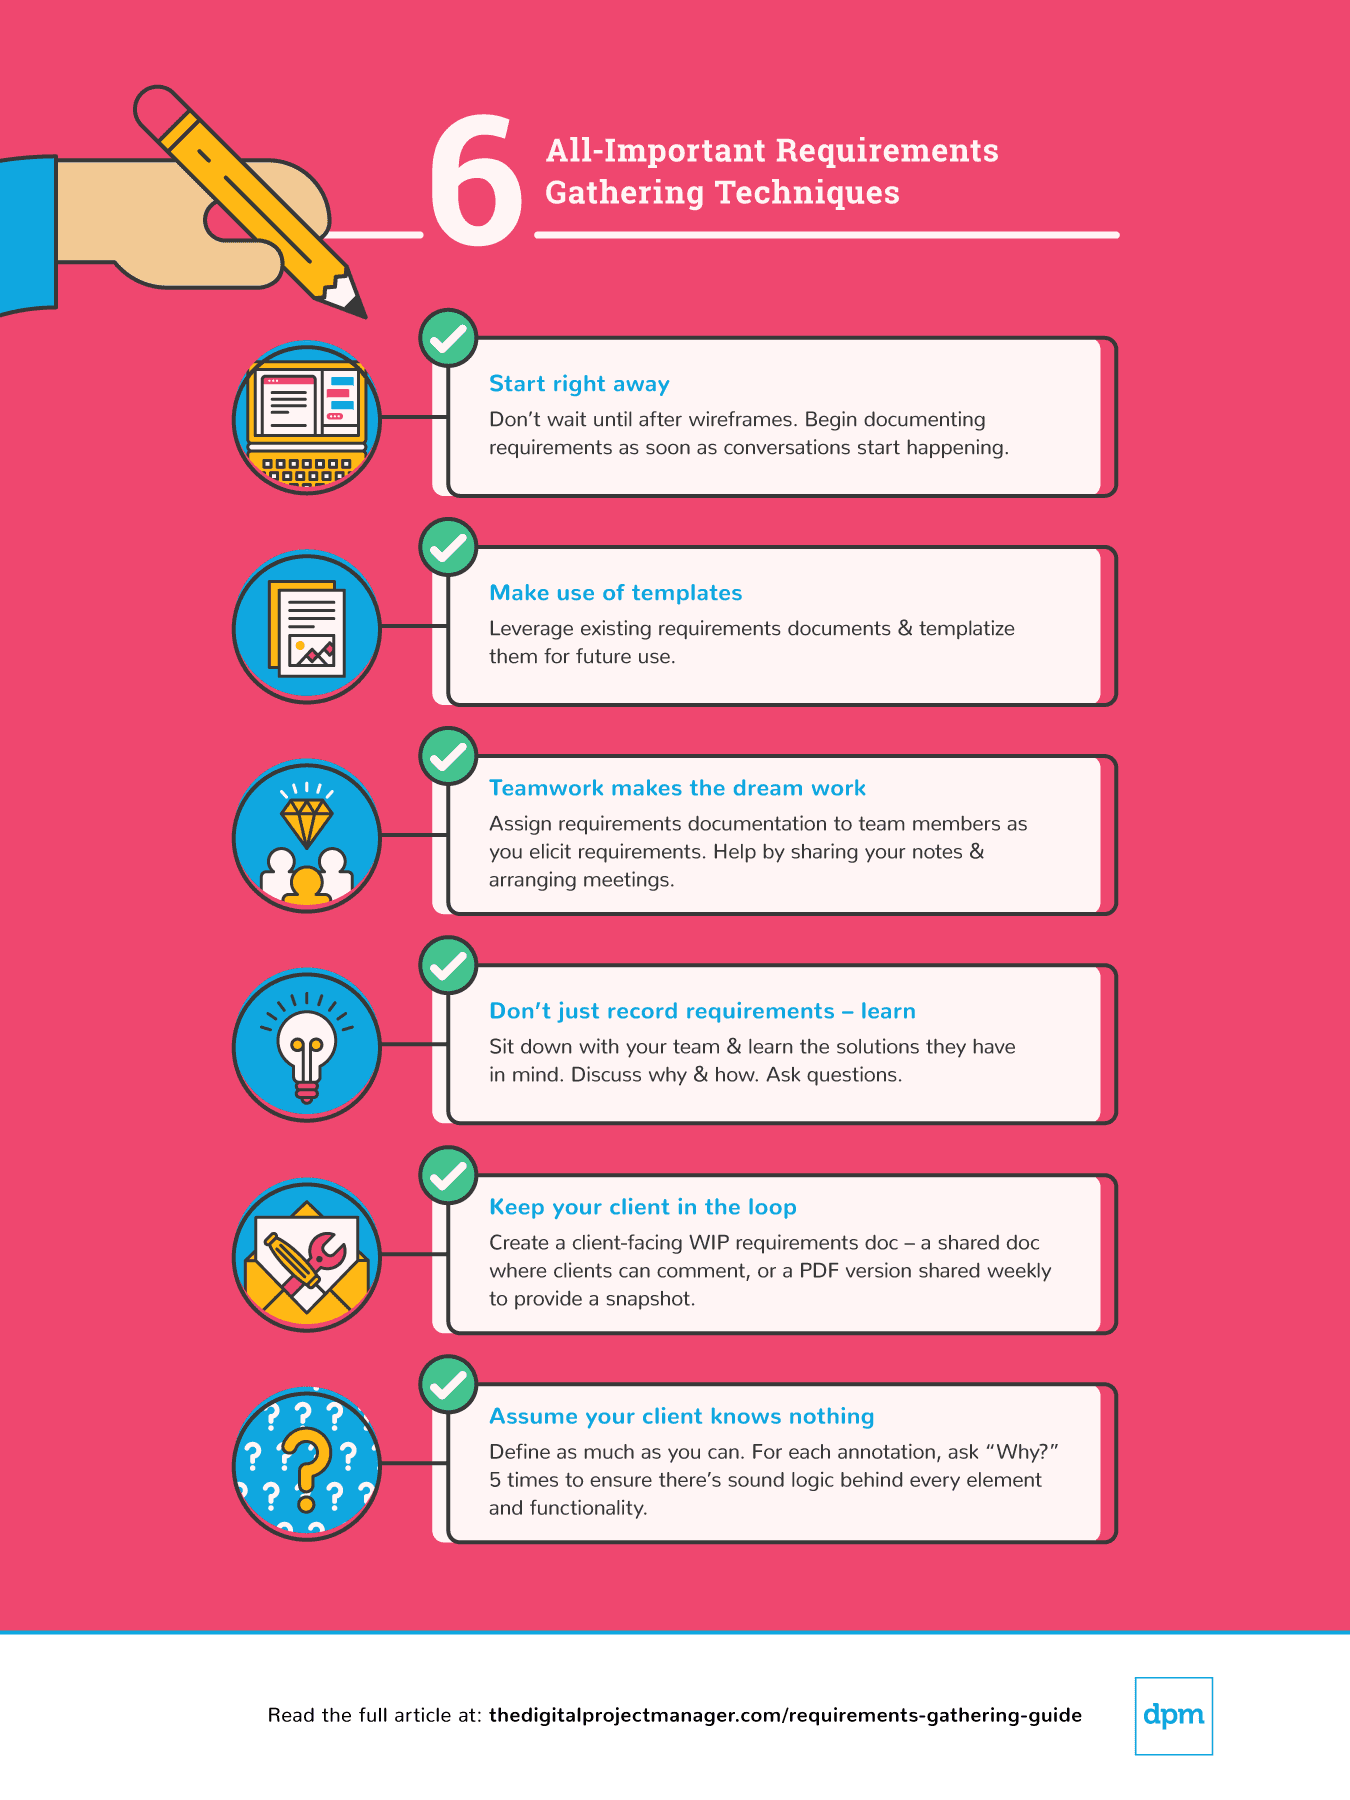 6
All-Important Requirements
Gathering Techniques
Start right away
Don’t wait until after wireframes. Begin documenting
requirements as soon as conversations start happening.
Make use of templates
Leverage existing requirements documents & templatize
them for future use.
Teamwork makes the dream work
Assign requirements documentation to team members as
you elicit requirements. Help by sharing your notes &
arranging meetings.
Don’t just record requirements – learn
Sit down with your team & learn the solutions they have
in mind. Discuss why & how. Ask questions.
Keep your client in the loop
Create a client-facing WIP requirements doc – a shared doc
where clients can comment, or a PDF version shared weekly
to provide a snapshot.
Assume your client knows nothing
Define as much as you can. For each annotation, ask “Why?”
5 times to ensure there’s sound logic behind every element
and functionality.
Read the full article at: thedigitalprojectmanager.com/requirements-gathering-guide
dpm